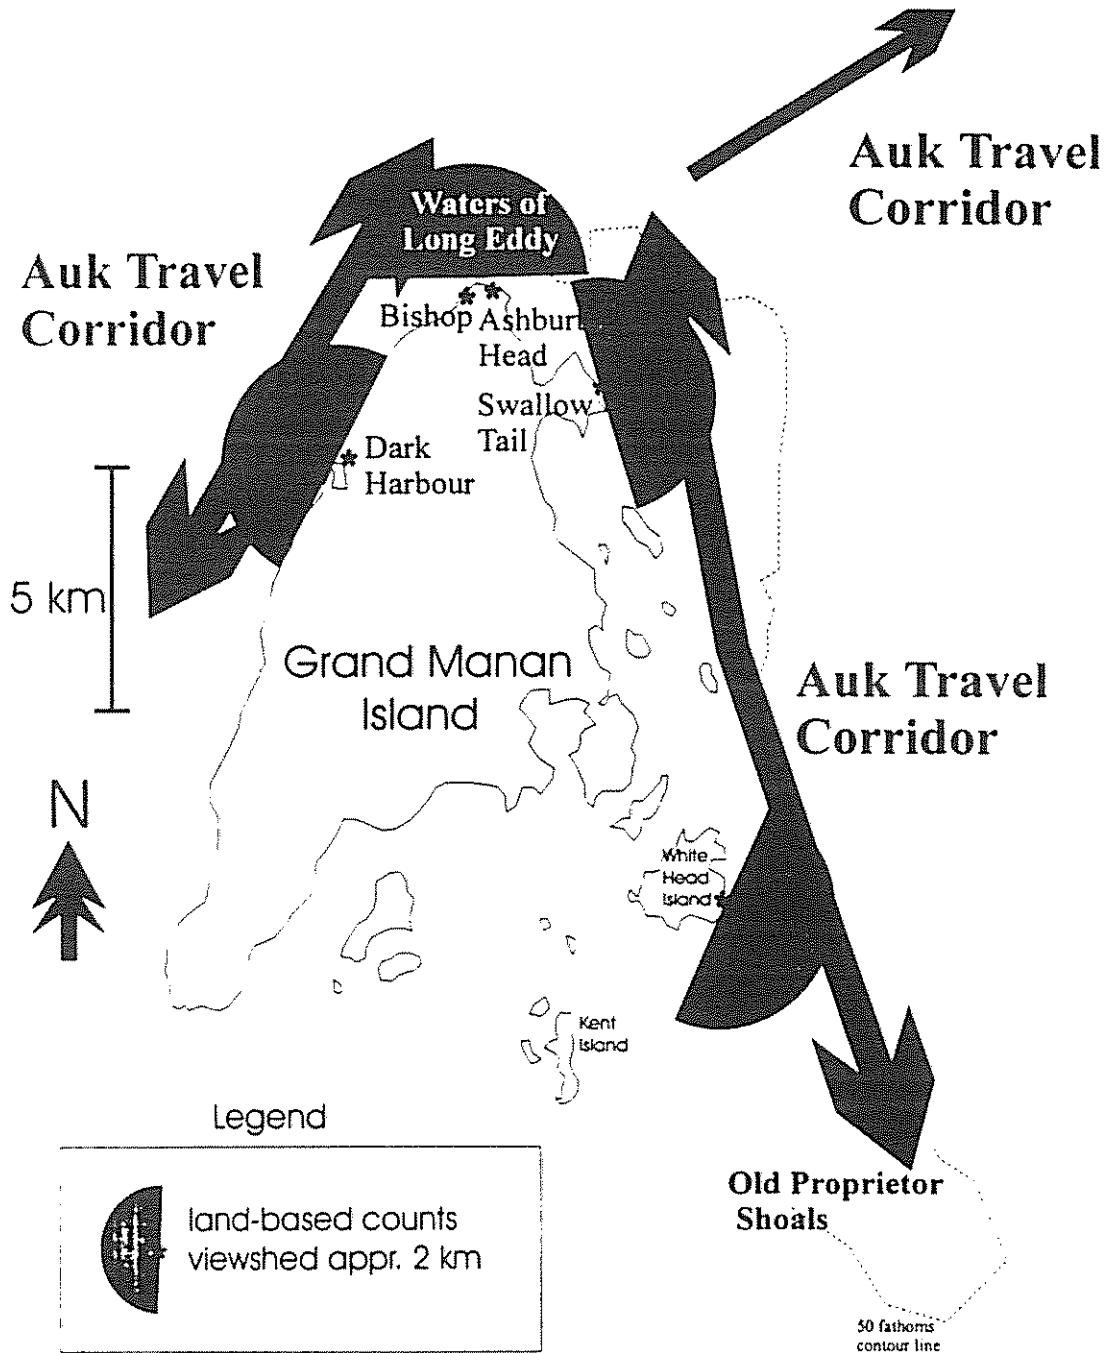 Auk Travel
Corridor
Waters of
Long Eddy
Auk Travel
Corridor
Bishop
Ashburt
Head
Swallow
Tail
Dark
Harbour
5 km
Grand Manan
Island
Auk Travel
Corridor
N
White
Head
Island
Kent
Island
Legend
land-based counts
viewshed appr. 2 km
Old Proprietor
Shoals
50 fathoms
contour line